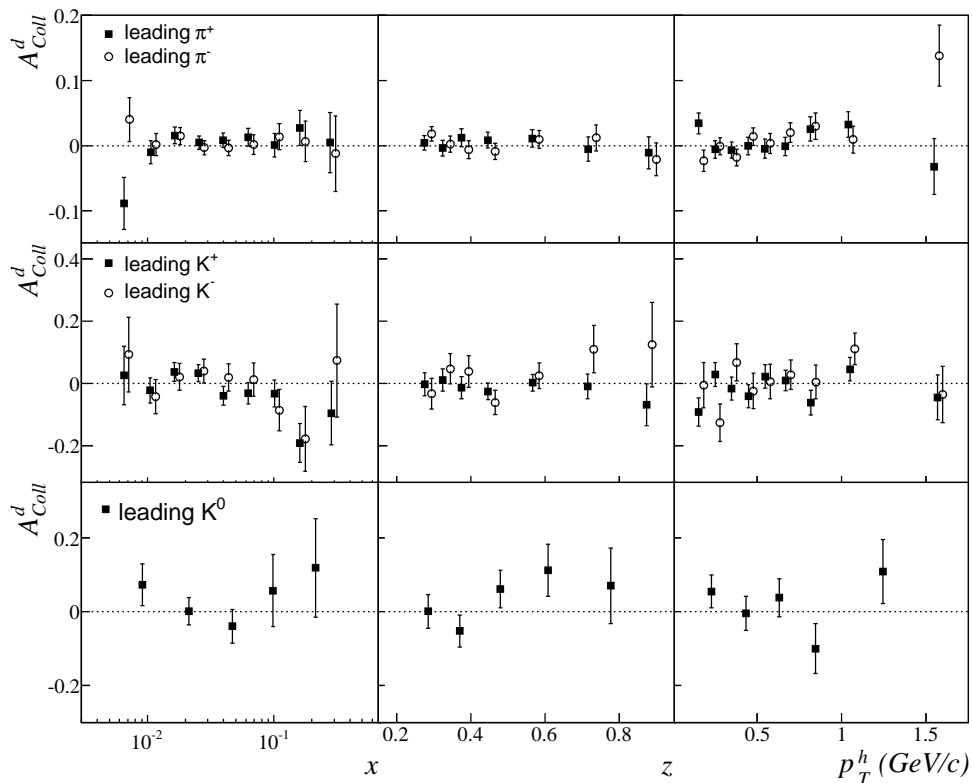 A^d_Coll
0.2
0.1
0
-0.1
leading π⁺
leading π⁻
A^d_Coll
0.4
0.2
0
-0.2
leading K⁺
leading K⁻
A^d_Coll
0.2
0
-0.2
leading K⁰
10⁻² 10⁻¹ 0.2 0.4 0.6 0.8 0.5 1 1.5
x z p_T^h (GeV/c)